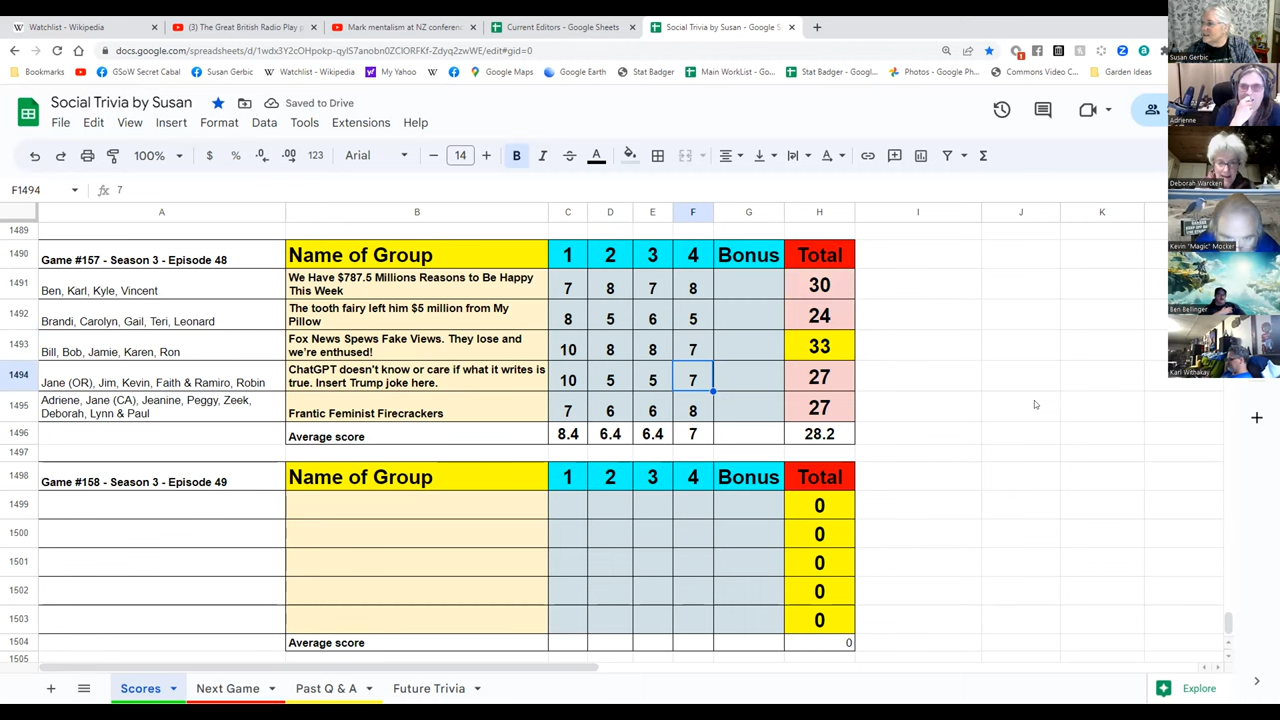 Watchlist - Wikipedia
(3) The Great British Radio Play p
Mark mentalism at NZ conferenc
Current Editors - Google Sheets
Social Trivia by Susan - Google S
docs.google.com/spreadsheets/d/1wdx3Y2cOHpokp-qyIS7anobn0ZClORFKf-Zdyq2zwWE/edit#gid=0
Bookmarks
GSoW Secret Cabal
Susan Gerbic
Watchlist - Wikipedia
My Yahoo
Google Maps
Google Earth
Stat Badger
Main WorkList - Go...
Stat Badger - Googl...
Photos - Google Ph...
Commons Video C...
Garden Ideas
Social Trivia by Susan
Saved to Drive
File Edit View Insert Format Data Tools Extensions Help
100% $ % .0 .00 123 Arial 14 B I A
F1494 fx 7
A B C D E F G H I J K
1489
1490 Game #157 - Season 3 - Episode 48 Name of Group 1 2 3 4 Bonus Total
We Have $787.5 Millions Reasons to Be Happy
1491 Ben, Karl, Kyle, Vincent This Week 7 8 7 8 30
The tooth fairy left him $5 million from My
1492 Brandi, Carolyn, Gail, Teri, Leonard Pillow 8 5 6 5 24
Fox News Spews Fake Views. They lose and
1493 Bill, Bob, Jamie, Karen, Ron we're enthused! 10 8 8 7 33
ChatGPT doesn't know or care if what it writes is
1494 Jane (OR), Jim, Kevin, Faith & Ramiro, Robin true. Insert Trump joke here. 10 5 5 7 27
Adriene, Jane (CA), Jeanine, Peggy, Zeek,
1495 Deborah, Lynn & Paul Frantic Feminist Firecrackers 7 6 6 8 27
1496 Average score 8.4 6.4 6.4 7 28.2
1497
1498 Game #158 - Season 3 - Episode 49 Name of Group 1 2 3 4 Bonus Total
1499 0
1500 0
1501 0
1502 0
1503 0
1504 Average score 0
1505
Scores
Next Game
Past Q & A
Future Trivia
Explore
Susan Gerbic
Adrienne
Deborah Warcken
Kevin "Magic" Mocker
Ben Bellinger
Karl Withakay